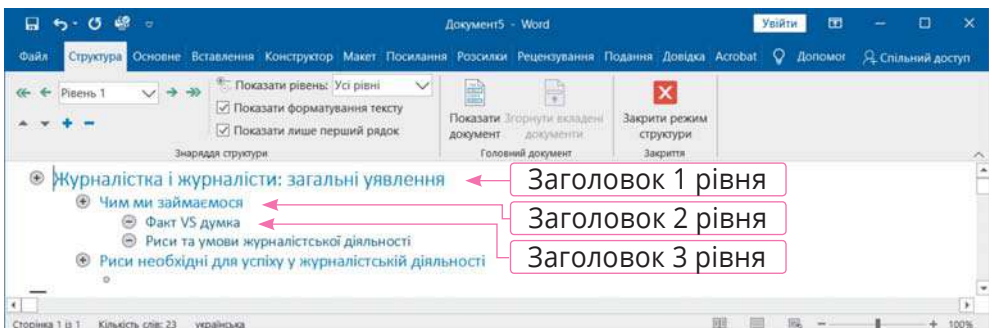 Документ5 - Word
Увійти
Файл Структура Основне Вставлення Конструктор Макет Посилання Розсилки Рецензування Подання Довідка Acrobat Допомог Спільний доступ
Рівень 1
Показати рівень: Усі рівні
Показати форматування тексту
Показати лише перший рядок
Показати документ
Згорнути вкладені документи
Закрити режим структури
Знаряддя структури
Головний документ
Закриття
Журналістка і журналісти: загальні уявлення
Заголовок 1 рівня
Чим ми займаємося
Заголовок 2 рівня
Факт VS думка
Риси та умови журналістської діяльності
Заголовок 3 рівня
Риси необхідні для успіху у журналістській діяльності
Сторінка 1 із 1 Кількість слів: 23 українська
100%